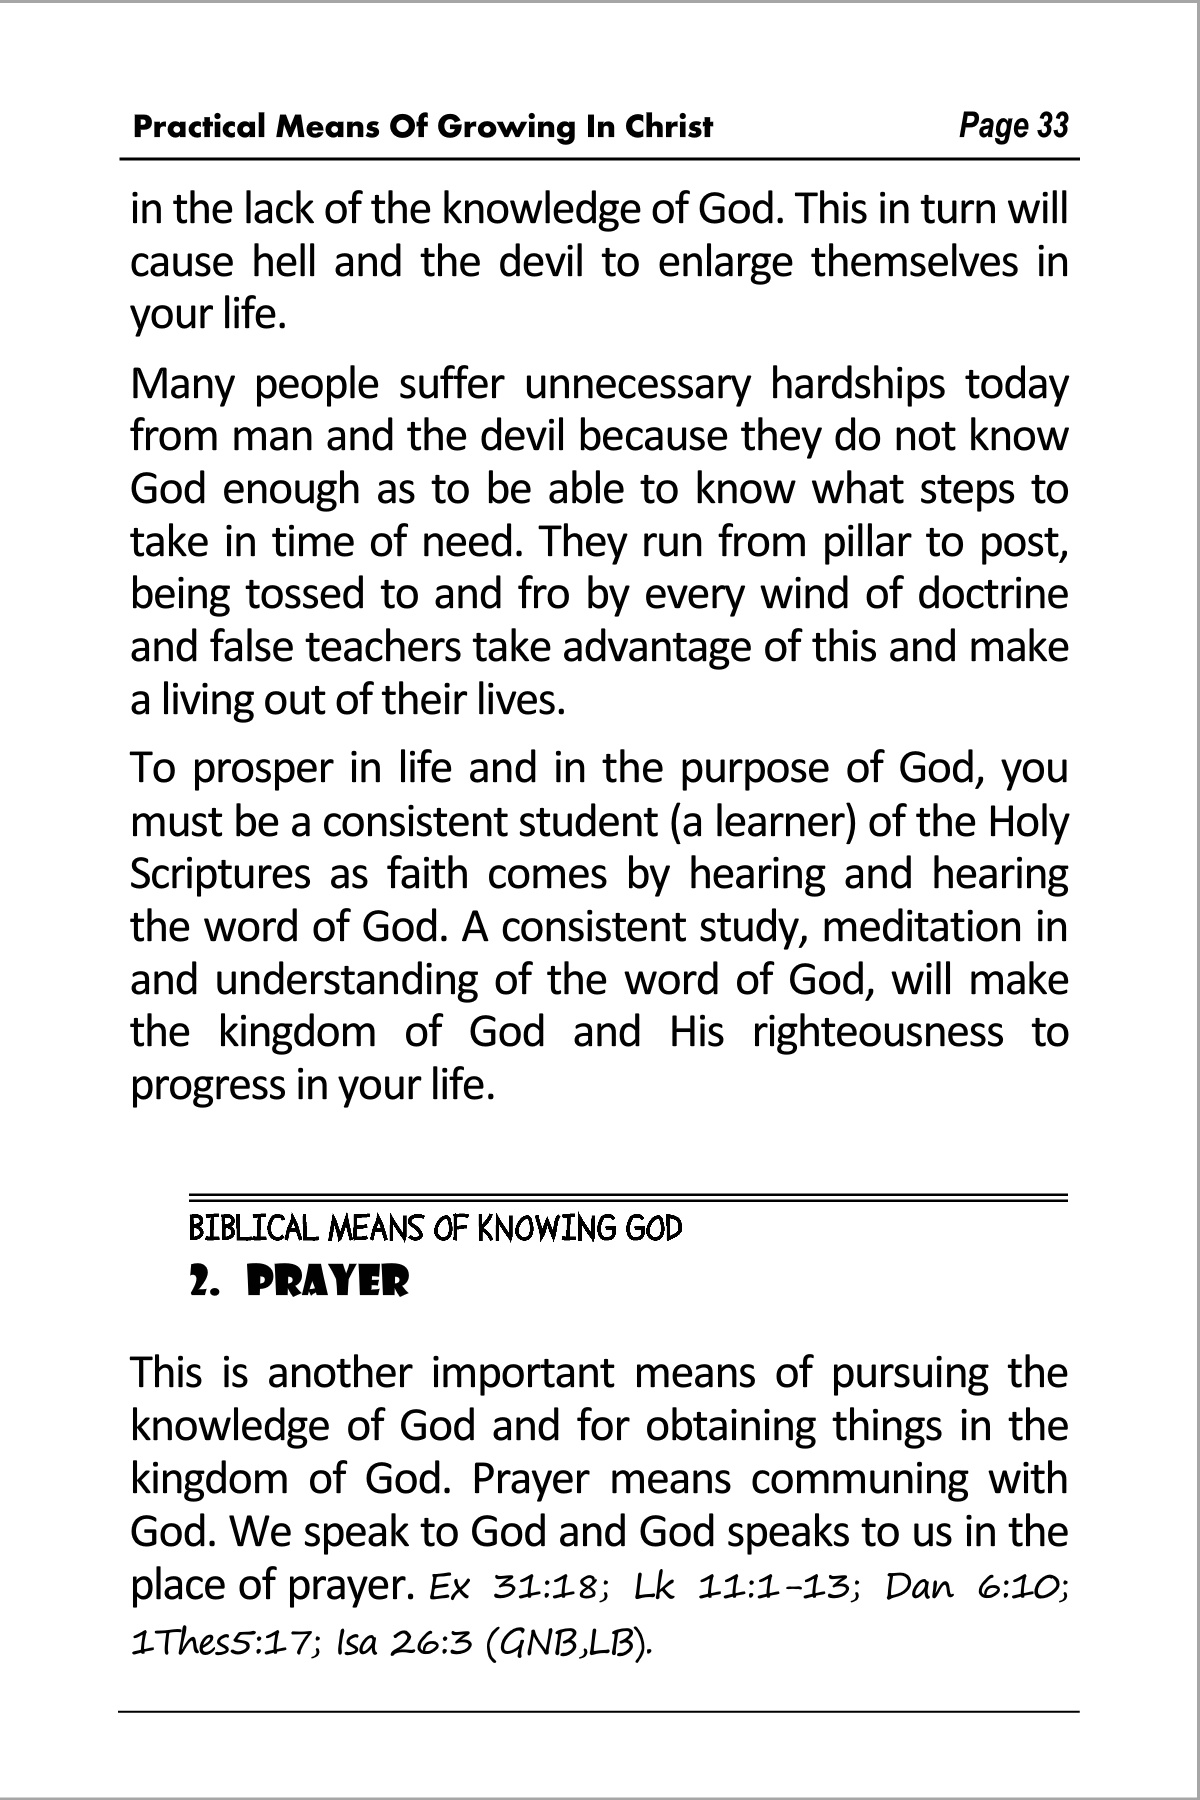 Practical Means Of Growing In Christ Page 33
in the lack of the knowledge of God. This in turn will
cause hell and the devil to enlarge themselves in
your life.
Many people suffer unnecessary hardships today
from man and the devil because they do not know
God enough as to be able to know what steps to
take in time of need. They run from pillar to post,
being tossed to and fro by every wind of doctrine
and false teachers take advantage of this and make
a living out of their lives.
To prosper in life and in the purpose of God, you
must be a consistent student (a learner) of the Holy
Scriptures as faith comes by hearing and hearing
the word of God. A consistent study, meditation in
and understanding of the word of God, will make
the kingdom of God and His righteousness to
progress in your life.
BIBLICAL MEANS OF KNOWING GOD
2. PRAYER
This is another important means of pursuing the
knowledge of God and for obtaining things in the
kingdom of God. Prayer means communing with
God. We speak to God and God speaks to us in the
place of prayer. Ex 31:18; Lk 11:1-13; Dan 6:10;
1Thes5:17; Isa 26:3 (GNB,LB).